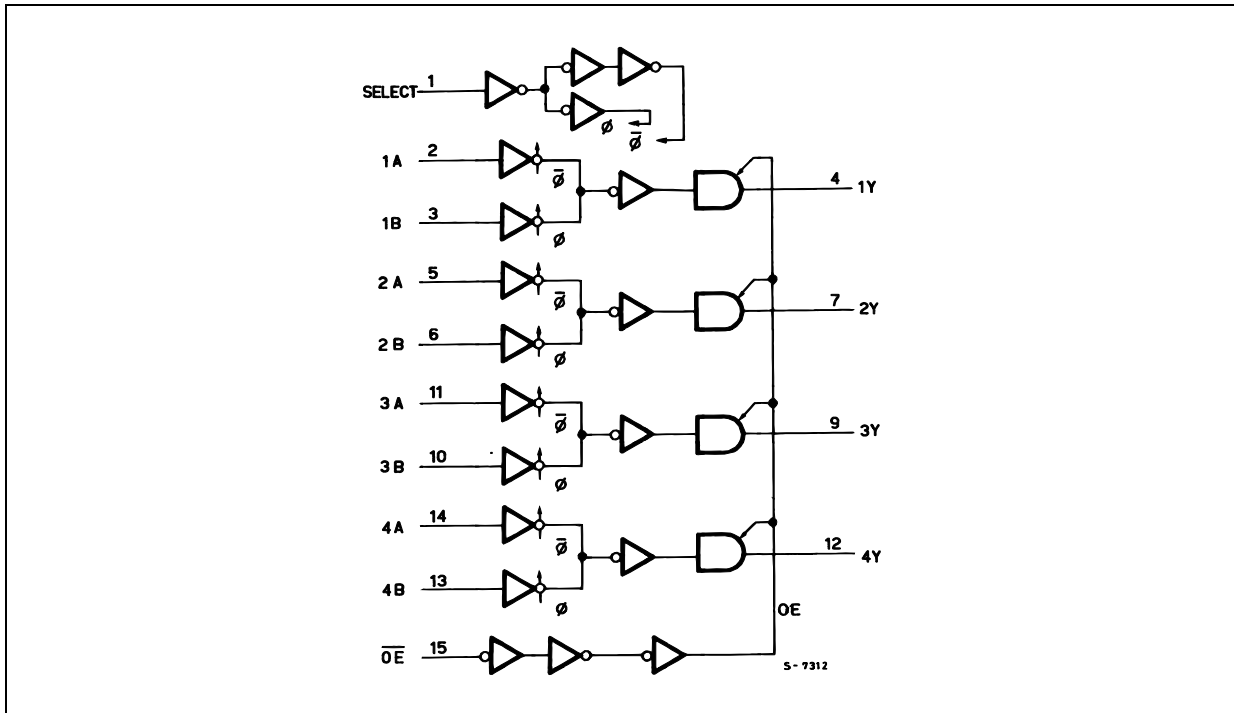 SELECT 1
ø
ø̅
1A 2
ø̅
4 1Y
1B 3
ø
2A 5
ø̅
7 2Y
2B 6
ø
3A 11
ø̅
9 3Y
3B 10
ø
4A 14
ø̅
12 4Y
4B 13
ø
OE
O̅E̅ 15
S-7312